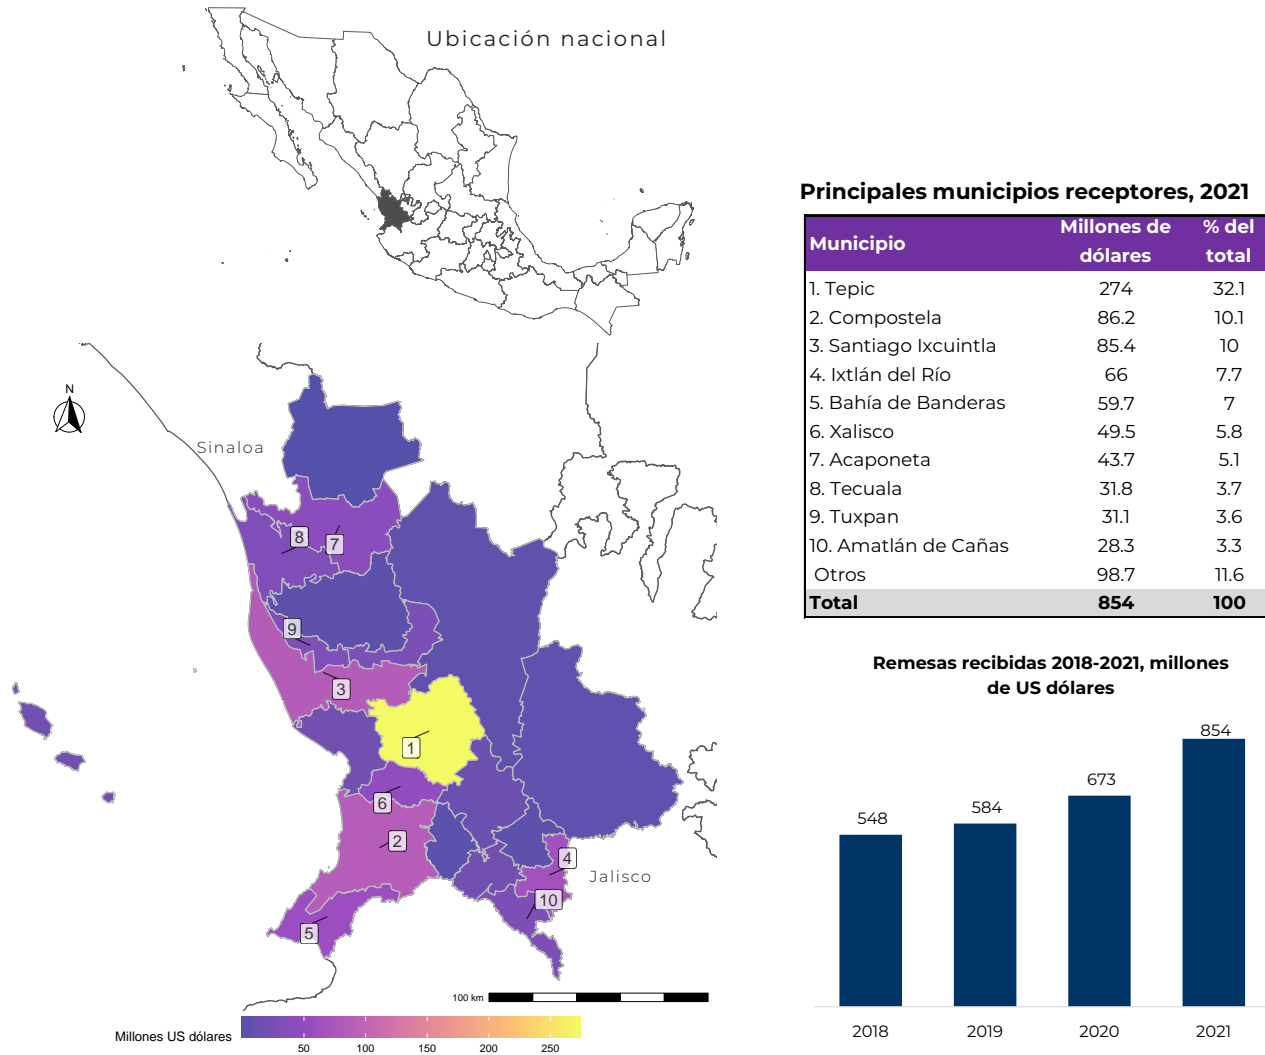 Ubicación nacional
N
Sinaloa
8
7
9
3
1
6
2
4
Jalisco
10
5
100 km
Millones US dólares
50 100 150 200 250
Principales municipios receptores, 2021
Municipio Millones de dólares % del total
1. Tepic 274 32.1
2. Compostela 86.2 10.1
3. Santiago Ixcuintla 85.4 10
4. Ixtlán del Río 66 7.7
5. Bahía de Banderas 59.7 7
6. Xalisco 49.5 5.8
7. Acaponeta 43.7 5.1
8. Tecuala 31.8 3.7
9. Tuxpan 31.1 3.6
10. Amatlán de Cañas 28.3 3.3
Otros 98.7 11.6
Total 854 100
Remesas recibidas 2018-2021, millones
de US dólares
548 584 673 854
2018 2019 2020 2021